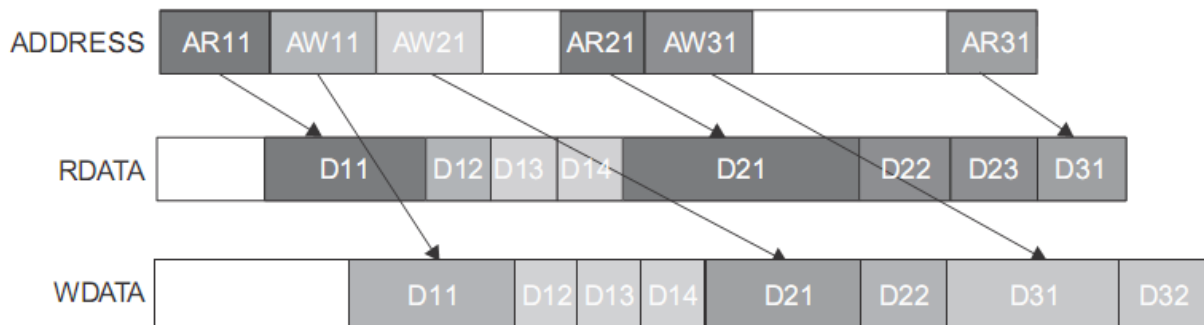 ADDRESS AR11 AW11 AW21 AR21 AW31 AR31
RDATA D11 D12 D13 D14 D21 D22 D23 D31
WDATA D11 D12 D13 D14 D21 D22 D31 D32